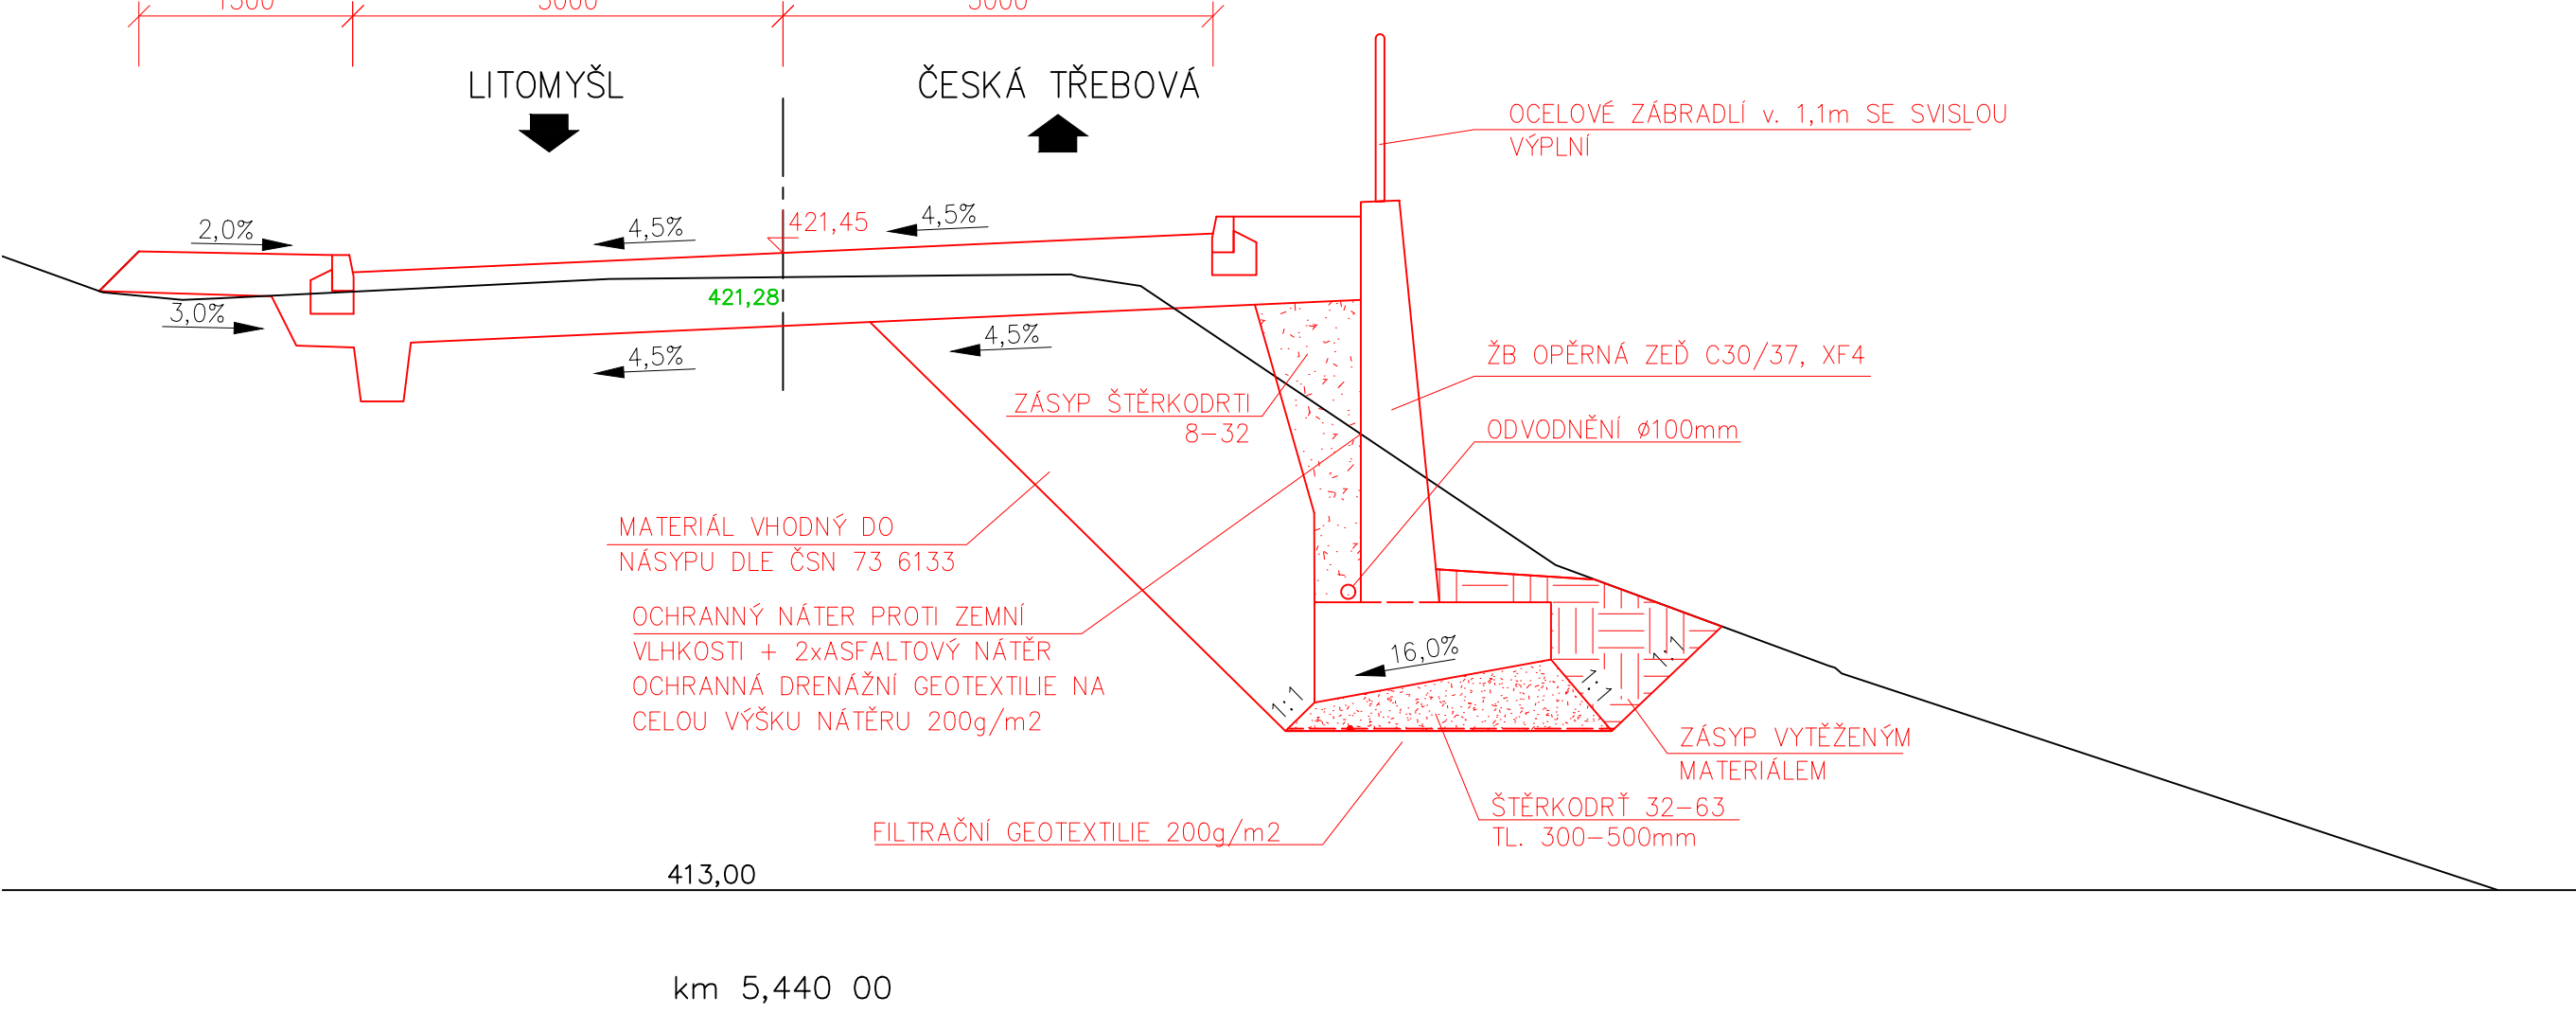 LITOMYŠL
ČESKÁ TŘEBOVÁ
OCELOVÉ ZÁBRADLÍ v. 1,1m SE SVISLOU
VÝPLNÍ
2,0%
4,5%
421,45
4,5%
421,28
3,0%
4,5%
4,5%
ŽB OPĚRNÁ ZEĎ C30/37, XF4
ZÁSYP ŠTĚRKODRTI
8-32
ODVODNĚNÍ ø100mm
MATERIÁL VHODNÝ DO
NÁSYPU DLE ČSN 73 6133
OCHRANNÝ NÁTER PROTI ZEMNÍ
VLHKOSTI + 2xASFALTOVÝ NÁTĚR
OCHRANNÁ DRENÁŽNÍ GEOTEXTILIE NA
CELOU VÝŠKU NÁTĚRU 200g/m2
16,0%
1:1
1:1
1:1
ZÁSYP VYTĚŽENÝM
MATERIÁLEM
ŠTĚRKODRŤ 32-63
TL. 300-500mm
FILTRAČNÍ GEOTEXTILIE 200g/m2
413,00
km 5,440 00